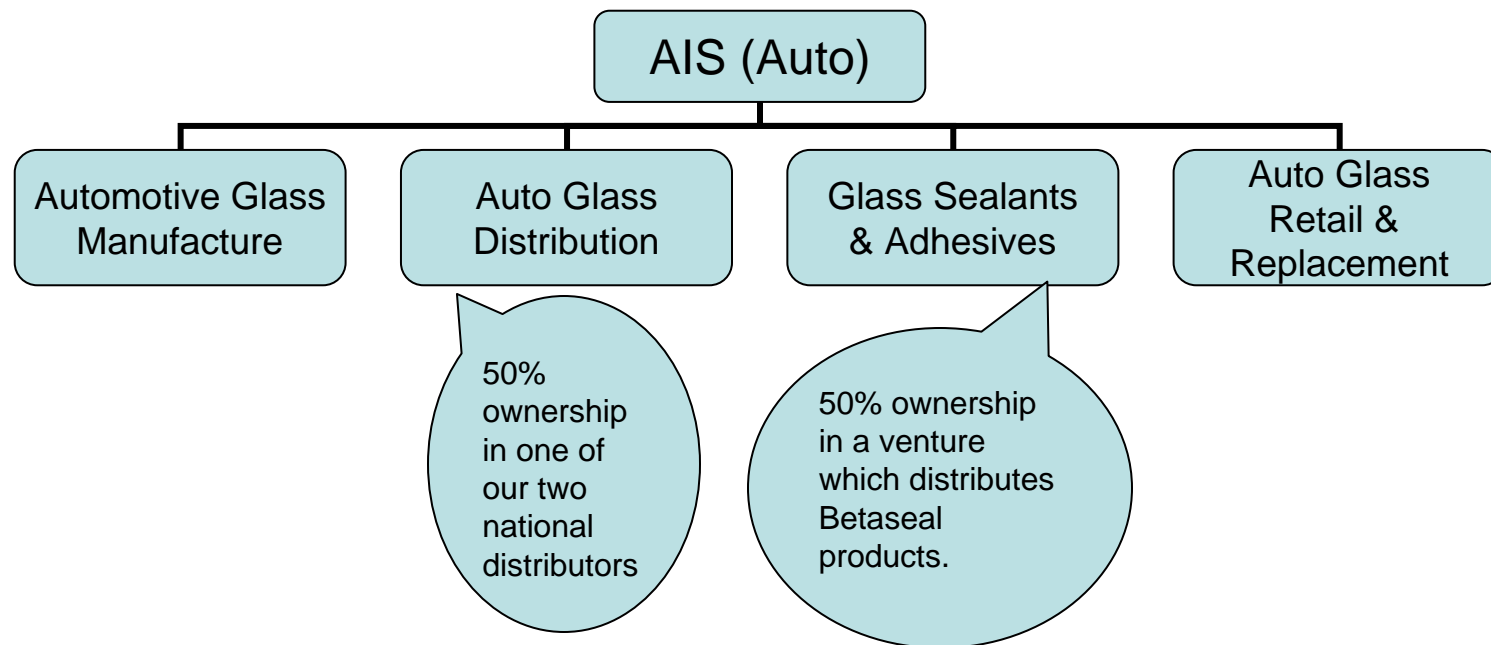 AIS (Auto)
Automotive Glass
Manufacture
Auto Glass
Distribution
Glass Sealants
& Adhesives
Auto Glass
Retail &
Replacement
50%
ownership
in one of
our two
national
distributors
50% ownership
in a venture
which distributes
Betaseal
products.